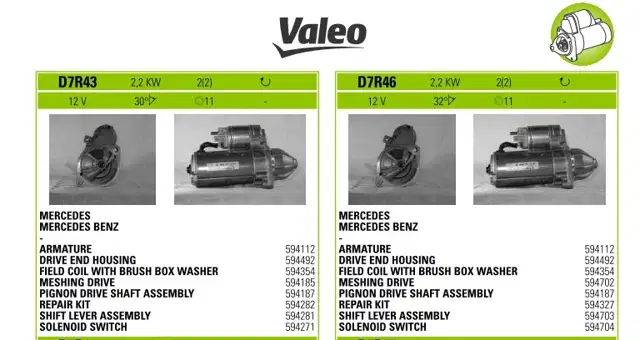 Valeo
D7R43 2,2 KW 2(2)
12 V 30° 11 -
MERCEDES
MERCEDES BENZ
-
ARMATURE 594112
DRIVE END HOUSING 594492
FIELD COIL WITH BRUSH BOX WASHER 594354
MESHING DRIVE 594185
PIGNON DRIVE SHAFT ASSEMBLY 594187
REPAIR KIT 594282
SHIFT LEVER ASSEMBLY 594281
SOLENOID SWITCH 594271
D7R46 2,2 KW 2(2)
12 V 32° 11 -
MERCEDES
MERCEDES BENZ
-
ARMATURE 594112
DRIVE END HOUSING 594492
FIELD COIL WITH BRUSH BOX WASHER 594354
MESHING DRIVE 594702
PIGNON DRIVE SHAFT ASSEMBLY 594187
REPAIR KIT 594327
SHIFT LEVER ASSEMBLY 594703
SOLENOID SWITCH 594704